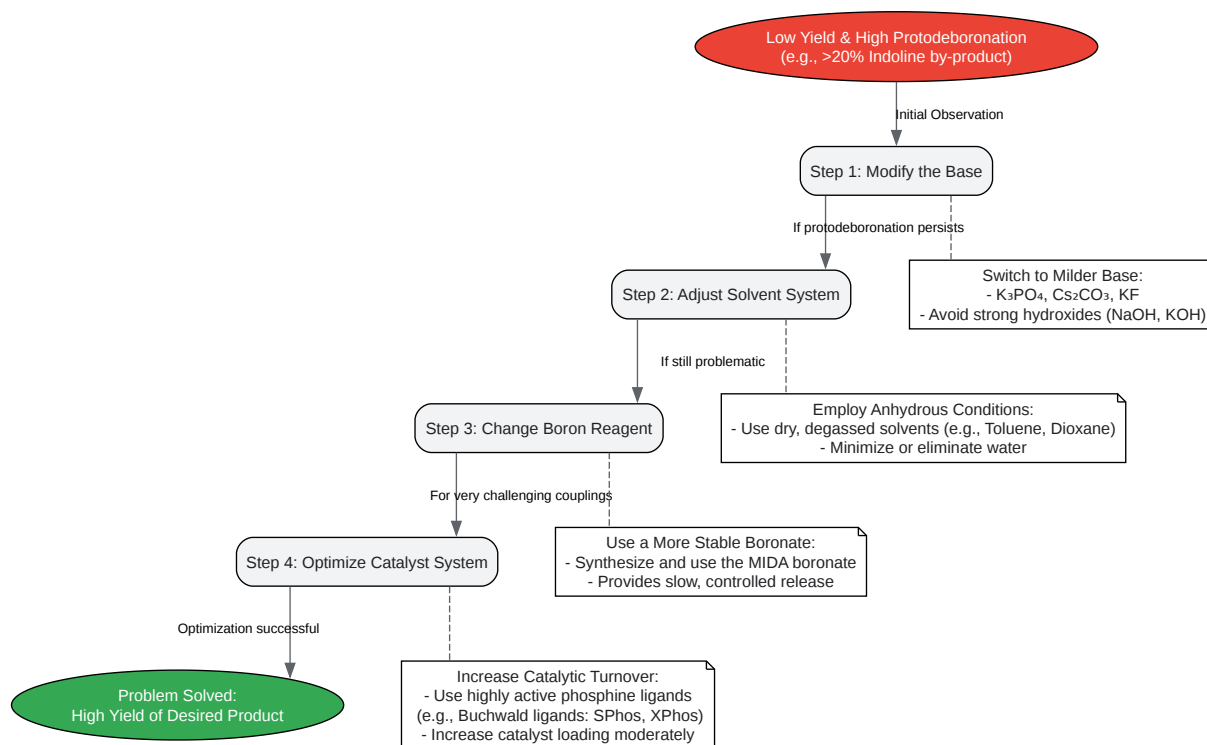 Low Yield & High Protodeboronation
(e.g., >20% Indoline by-product)
Initial Observation
Step 1: Modify the Base
If protodeboronation persists
Switch to Milder Base:
- K₃PO₄, Cs₂CO₃, KF
- Avoid strong hydroxides (NaOH, KOH)
Step 2: Adjust Solvent System
If still problematic
Employ Anhydrous Conditions:
- Use dry, degassed solvents (e.g., Toluene, Dioxane)
- Minimize or eliminate water
Step 3: Change Boron Reagent
For very challenging couplings
Use a More Stable Boronate:
- Synthesize and use the MIDA boronate
- Provides slow, controlled release
Step 4: Optimize Catalyst System
Optimization successful
Increase Catalytic Turnover:
- Use highly active phosphine ligands
(e.g., Buchwald ligands: SPhos, XPhos)
- Increase catalyst loading moderately
Problem Solved:
High Yield of Desired Product